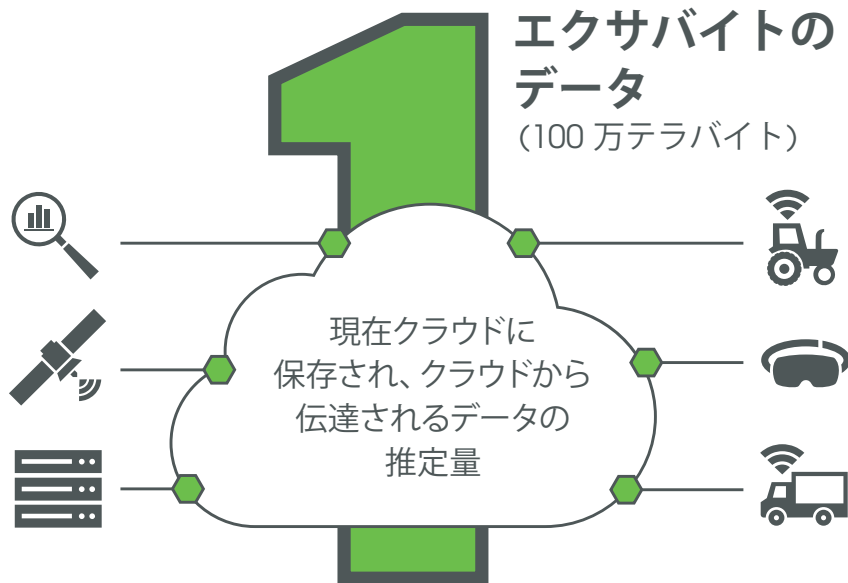 1
エクサバイトの
データ
(100 万テラバイト)
現在クラウドに
保存され、クラウドから
伝達されるデータの
推定量